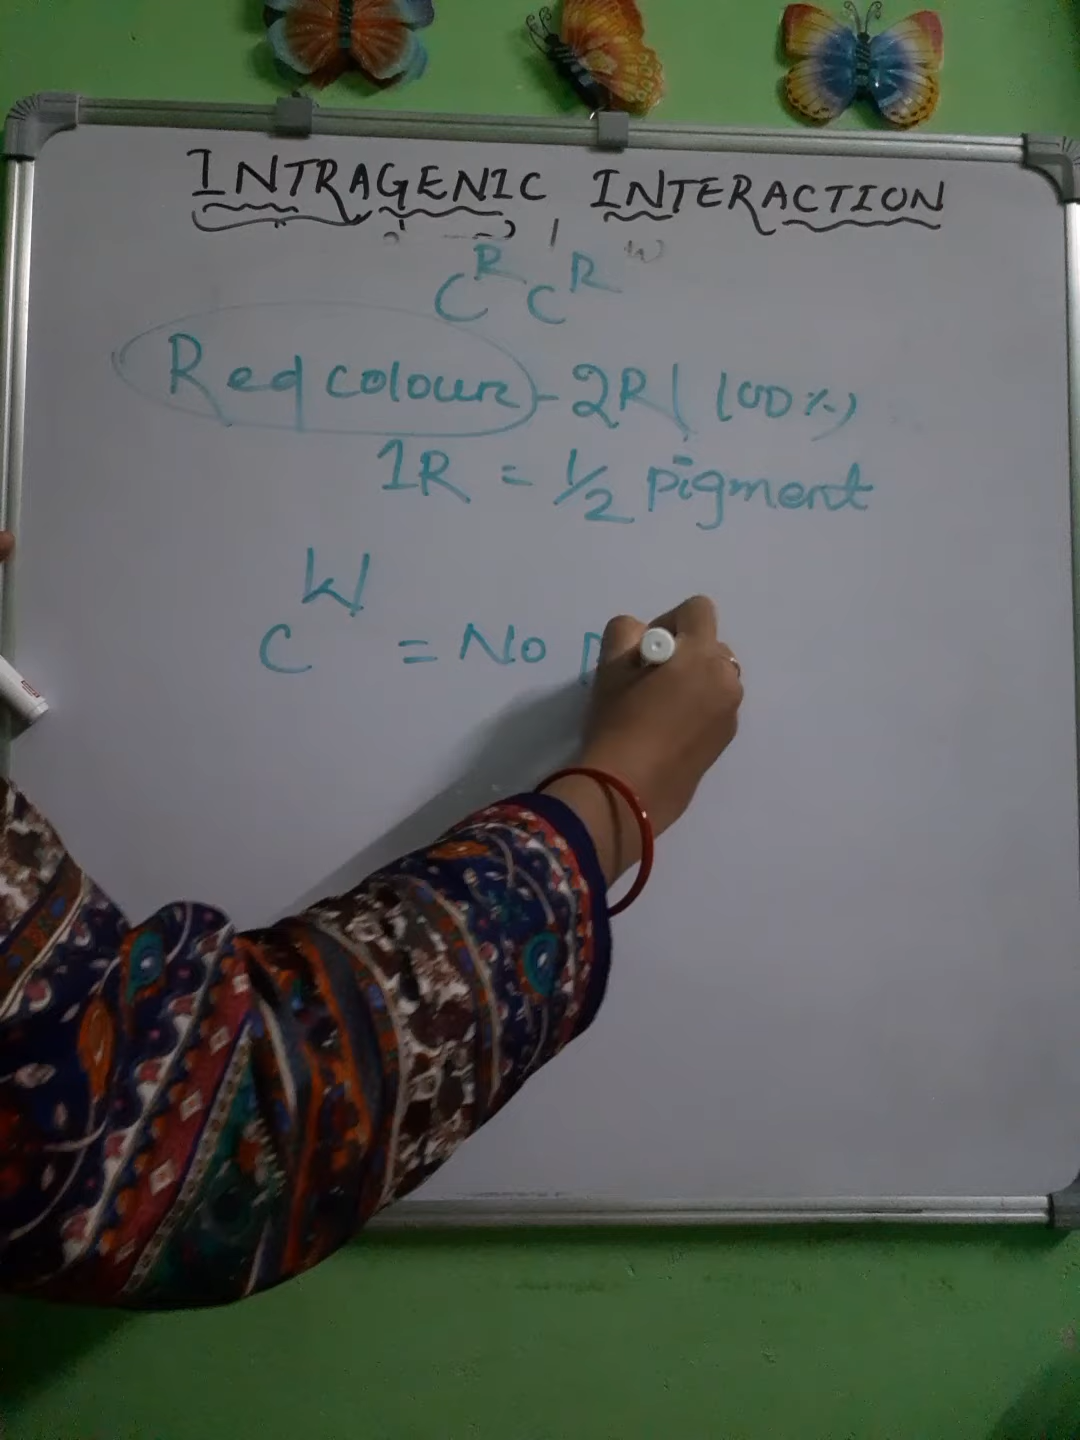 INTRAGENIC INTERACTION
C^R C^R
Red colour - 2R ( 100%)
1R = 1/2 pigment
C^W = No